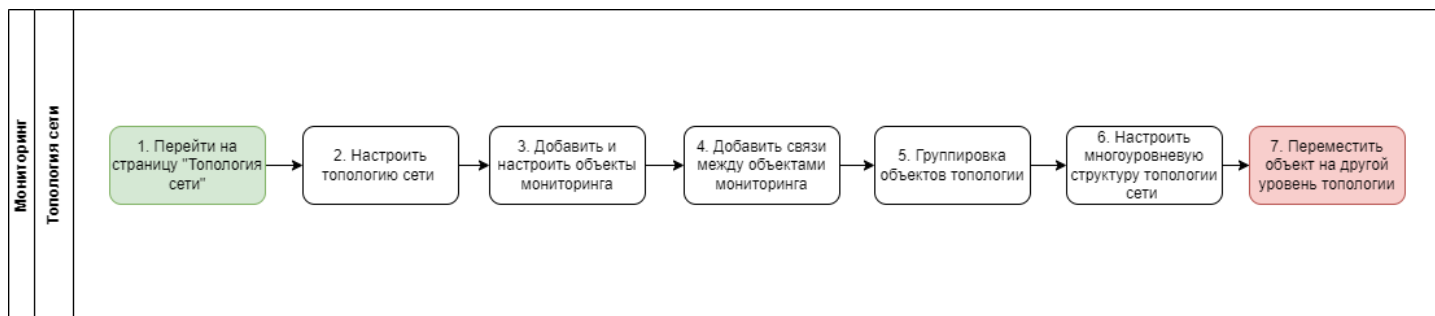 Мониторинг
Топология сети
1. Перейти на
страницу "Топология
сети"
2. Настроить
топологию сети
3. Добавить и
настроить объекты
мониторинга
4. Добавить связи
между объектами
мониторинга
5. Группировка
объектов топологии
6. Настроить
многоуровневую
структуру топологии
сети
7. Переместить
объект на другой
уровень топологии